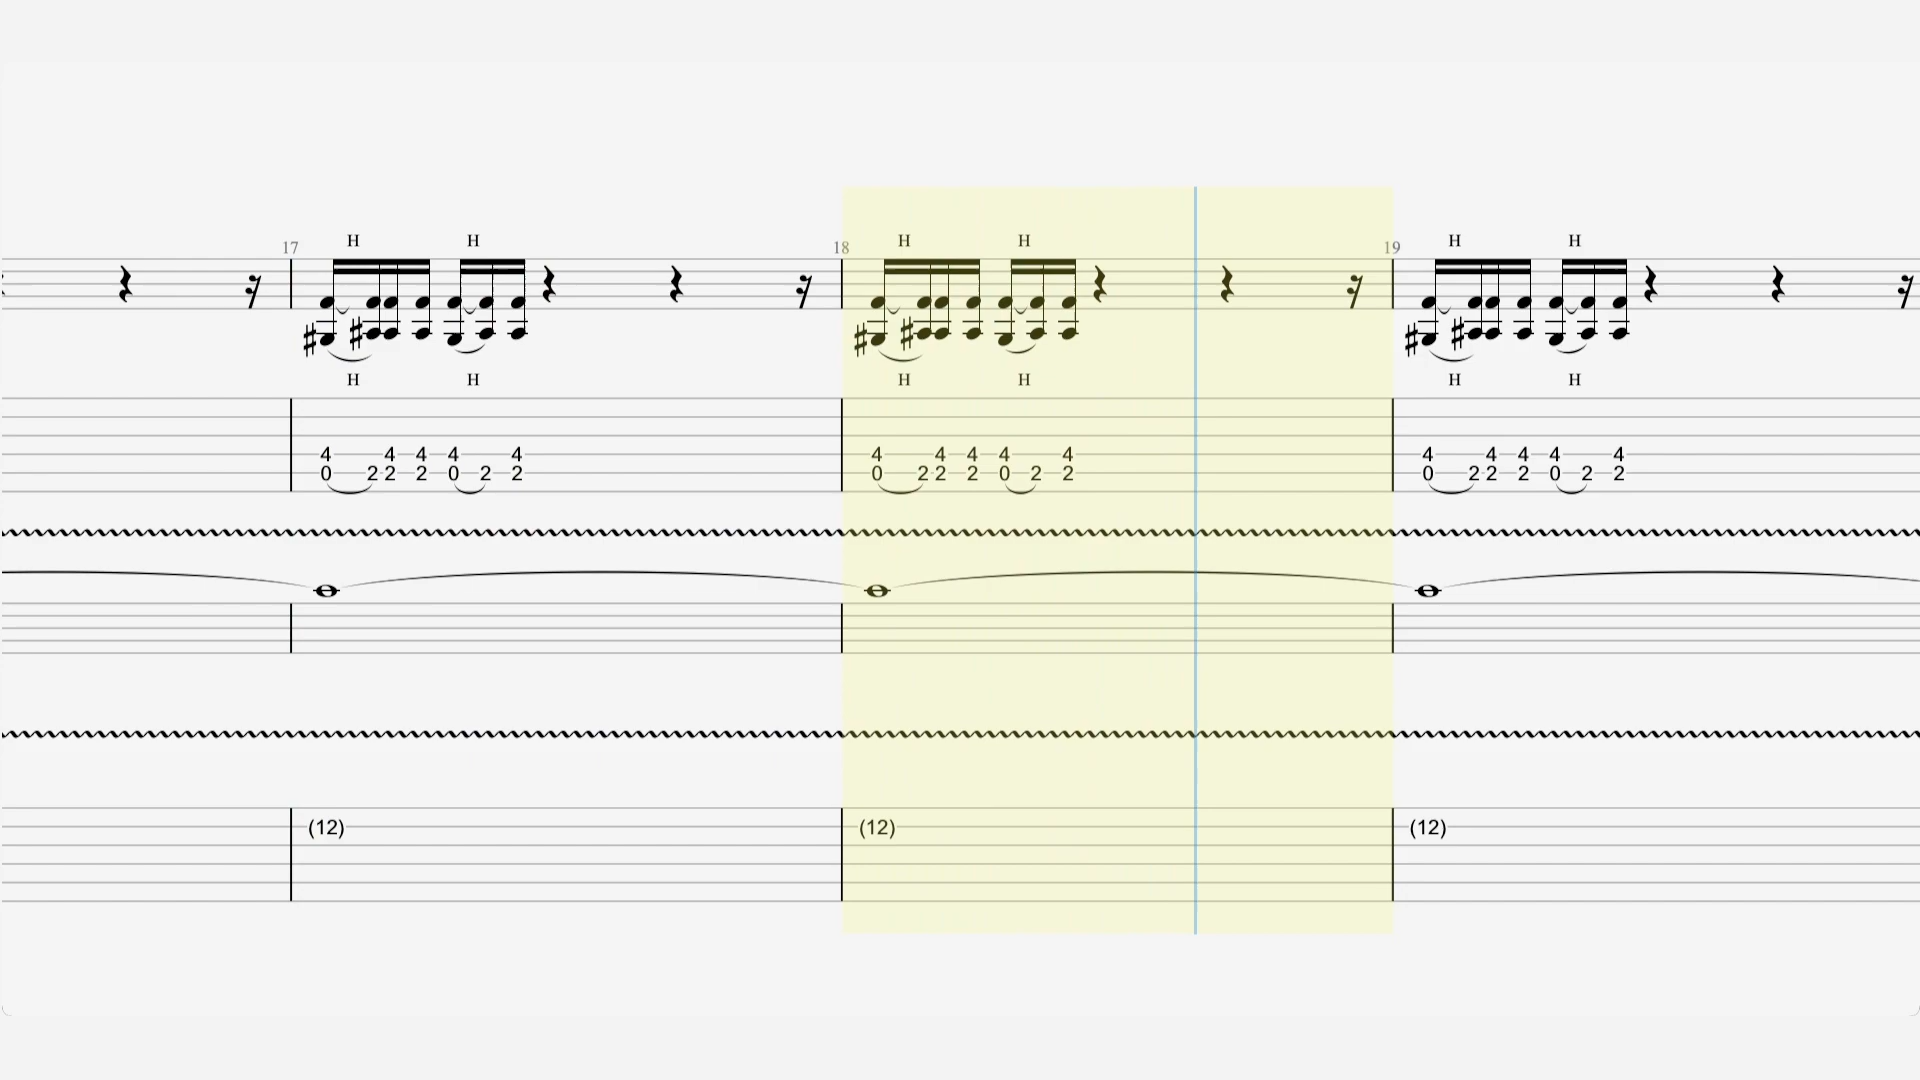 H H H H H H
17 18 19
H H H H H H
4 4 4 4 4 4 4 4 4 4 4 4 4 4 4
0 2 2 2 0 2 2 0 2 2 2 0 2 2 0 2 2 2 0 2 2
(12) (12) (12)